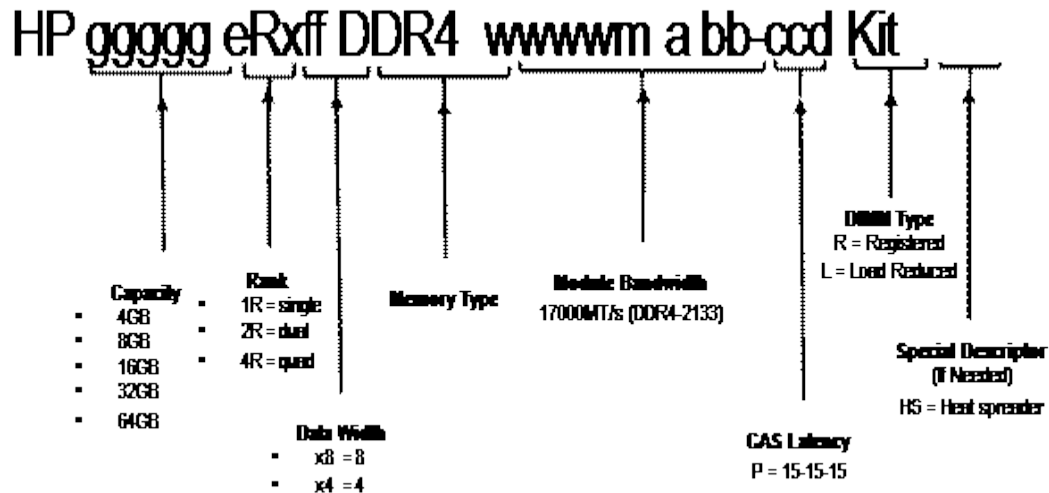 HP ggggg eRxff DDR4 wwwwm a bb-ccd Kit
Capacity
▪ 4GB
▪ 8GB
▪ 16GB
▪ 32GB
▪ 64GB
Rank
▪ 1R = single
▪ 2R = dual
▪ 4R = quad
Data Width
▪ x8 = 8
▪ x4 = 4
Memory Type
Module Bandwidth
17000MT/s (DDR4-2133)
CAS Latency
P = 15-15-15
DIMM Type
R = Registered
L = Load Reduced
Special Descriptor
(If Needed)
HS = Heat spreader